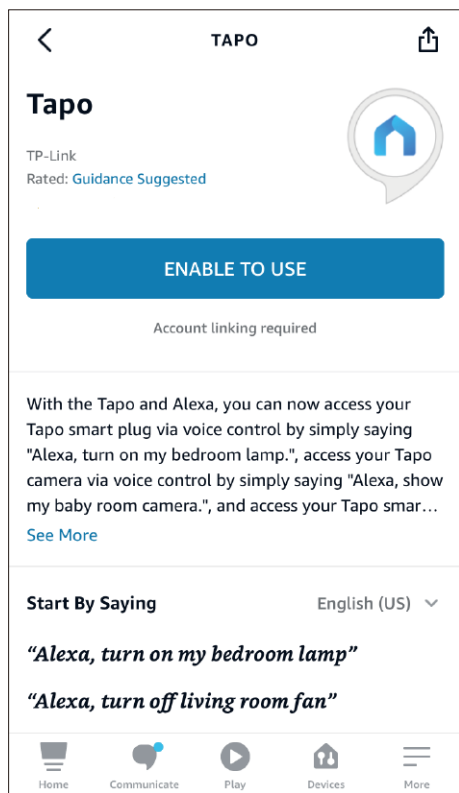 TAPO
Tapo
TP-Link
Rated: Guidance Suggested
ENABLE TO USE
Account linking required
With the Tapo and Alexa, you can now access your
Tapo smart plug via voice control by simply saying
"Alexa, turn on my bedroom lamp.", access your Tapo
camera via voice control by simply saying "Alexa, show
my baby room camera.", and access your Tapo smar...
See More
Start By Saying English (US)
“Alexa, turn on my bedroom lamp”
“Alexa, turn off living room fan”
Home Communicate Play Devices More